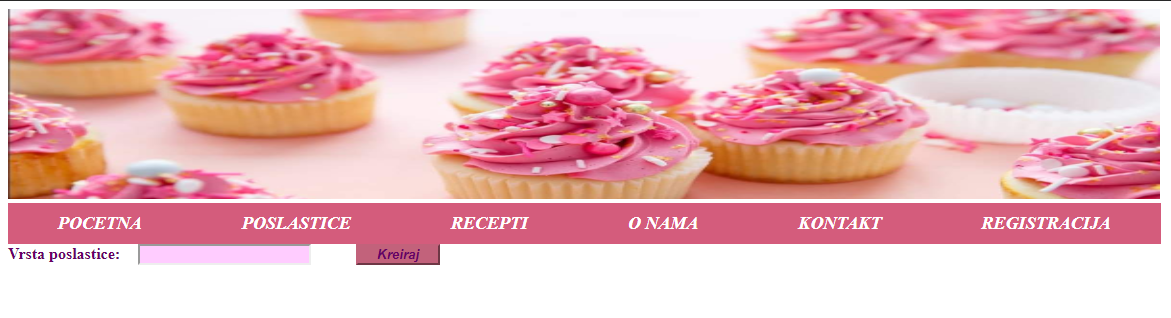 POCETNA POSLASTICE RECEPTI O NAMA KONTAKT REGISTRACIJA
Vrsta poslastice: Kreiraj